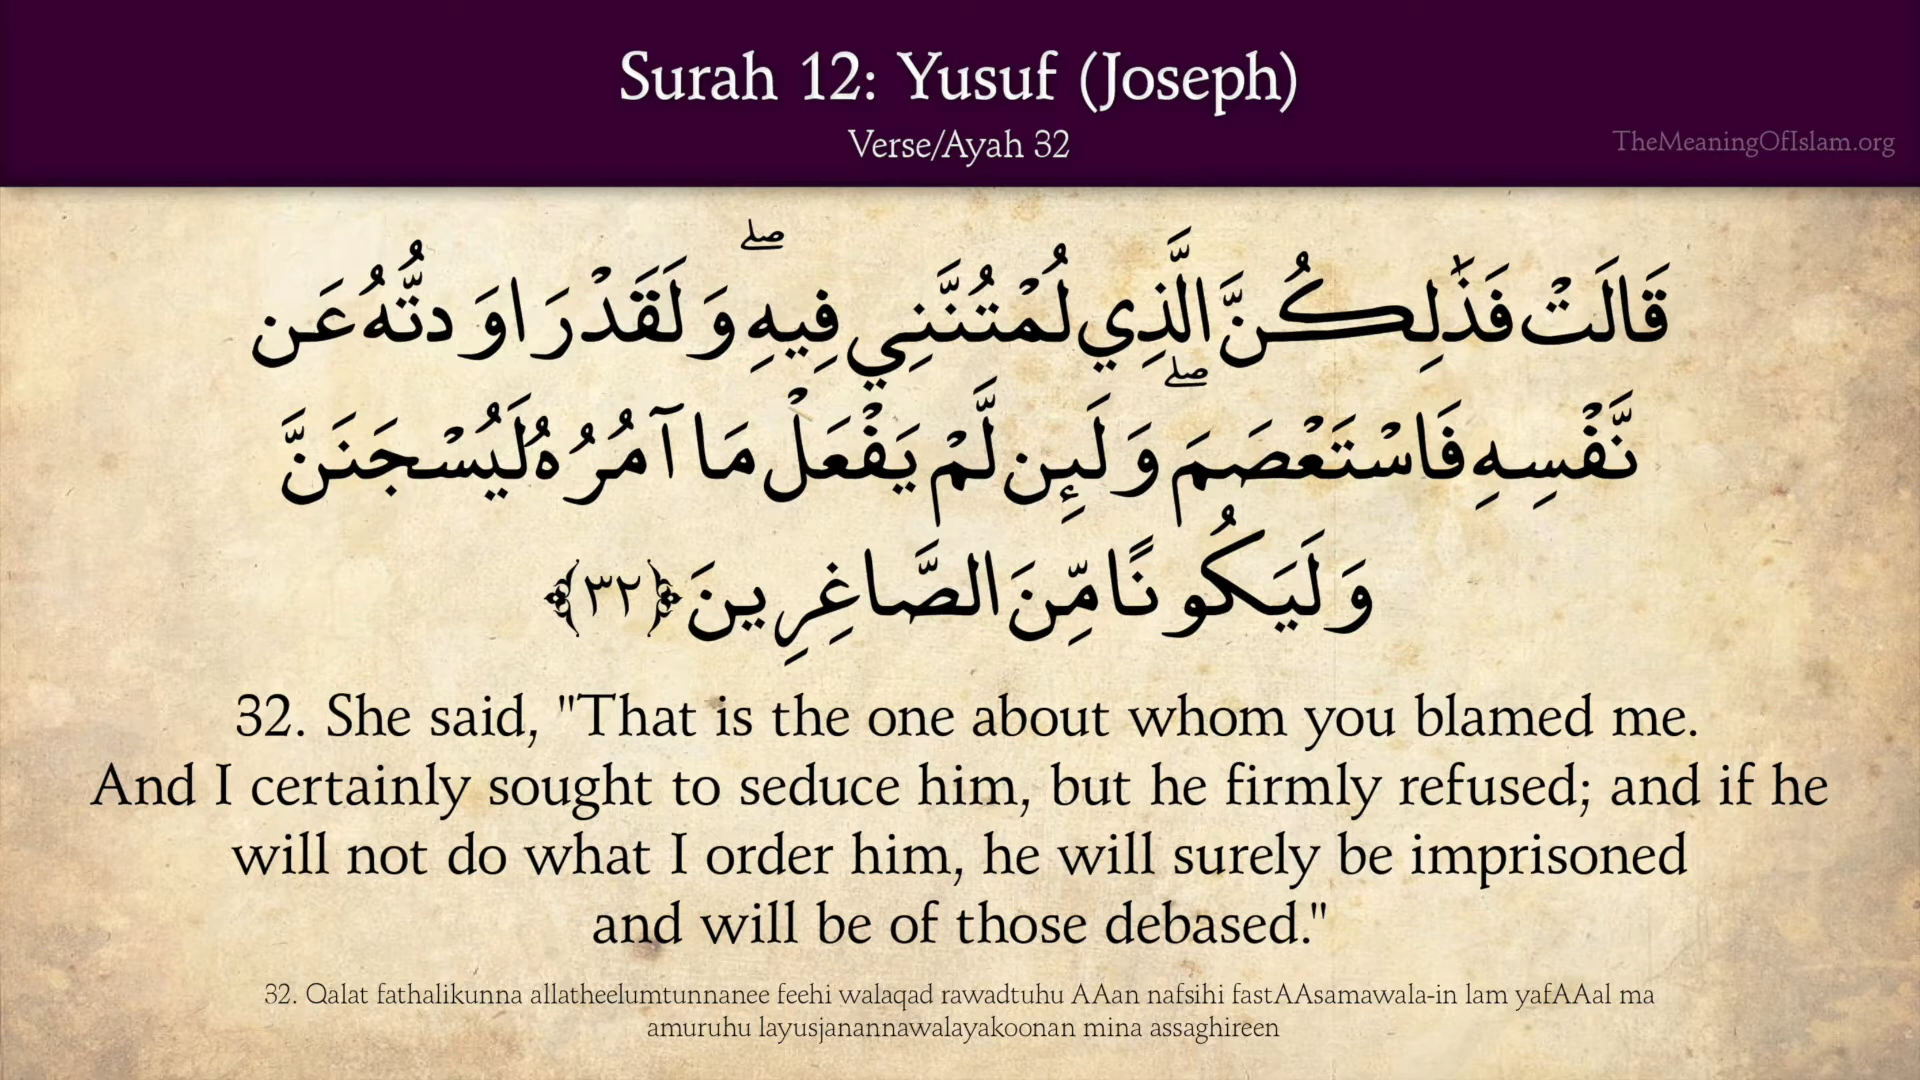 Surah 12: Yusuf (Joseph)
Verse/Ayah 32
TheMeaningOfIslam.org
قَالَتْ فَذَٰلِكُنَّ الَّذِي لُمْتُنَّنِي فِيهِ ۖ وَلَقَدْ رَاوَدتُّهُ عَن
نَّفْسِهِ فَاسْتَعْصَمَ ۖ وَلَئِن لَّمْ يَفْعَلْ مَا آمُرُهُ لَيُسْجَنَنَّ
وَلَيَكُونًا مِّنَ الصَّاغِرِينَ ﴿٣٢﴾
32. She said, "That is the one about whom you blamed me.
And I certainly sought to seduce him, but he firmly refused; and if he
will not do what I order him, he will surely be imprisoned
and will be of those debased."
32. Qalat fathalikunna allatheelumtunnanee feehi walaqad rawadtuhu AAan nafsihi fastAAsamawala-in lam yafAAal ma
amuruhu layusjanannawalayakoonan mina assaghireen